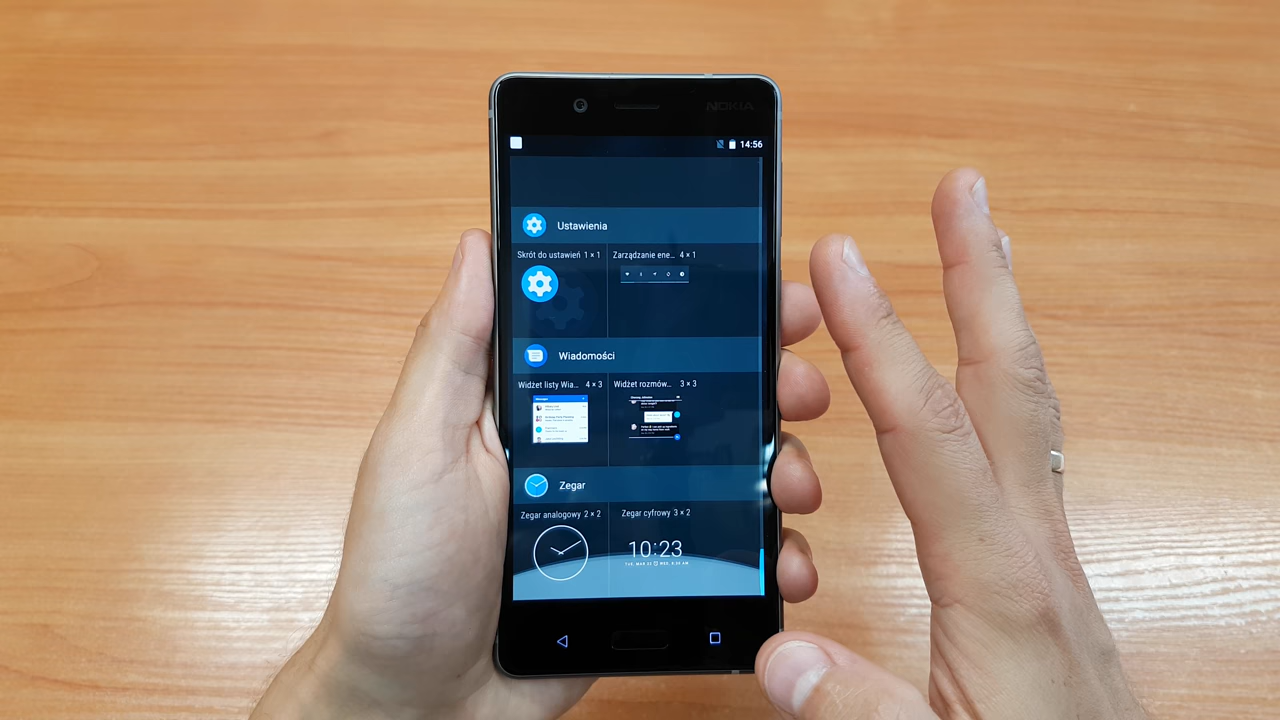 NOKIA
14:56
Ustawienia
Skrót do ustawień 1 × 1
Zarządzanie ene... 4 × 1
Wiadomości
Widżet listy Wia... 4 × 3
Widżet rozmów... 3 × 3
Zegar
Zegar analogowy 2 × 2
Zegar cyfrowy 3 × 2
10:23